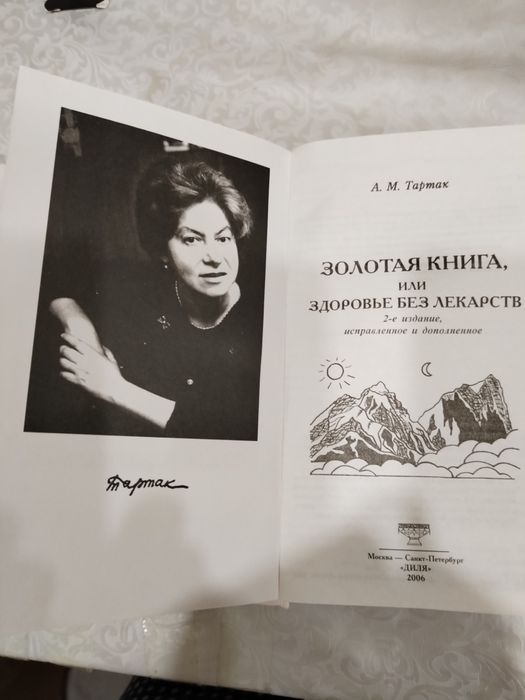 Тартак
А. М. Тартак
ЗОЛОТАЯ КНИГА,
ИЛИ
ЗДОРОВЬЕ БЕЗ ЛЕКАРСТВ
2-е издание,
исправленное и дополненное
Москва — Санкт-Петербург
«ДИЛЯ»
2006